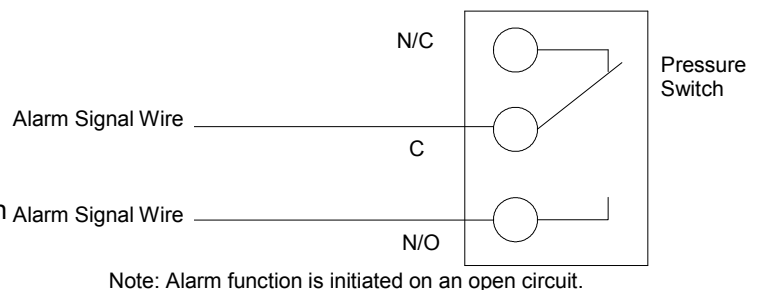 N/C
Pressure
Switch
Alarm Signal Wire
C
n Alarm Signal Wire
N/O
Note: Alarm function is initiated on an open circuit.